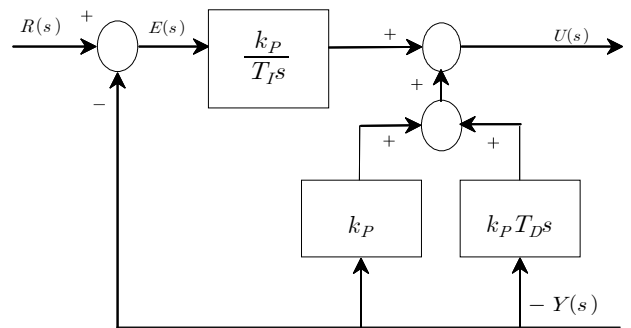 R(s)
+
E(s)
k_P
T_I s
+
U(s)
−
+
+
+
k_P
k_P T_D s
− Y(s)